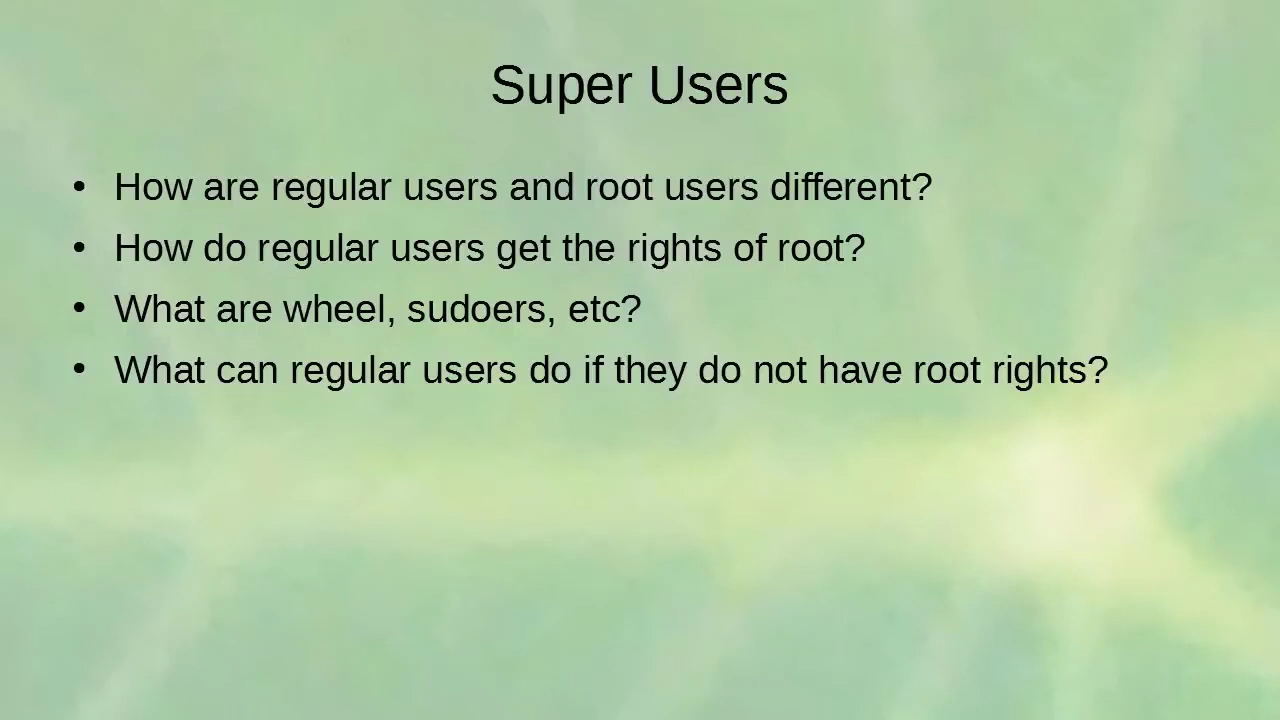 Super Users
• How are regular users and root users different?
• How do regular users get the rights of root?
• What are wheel, sudoers, etc?
• What can regular users do if they do not have root rights?